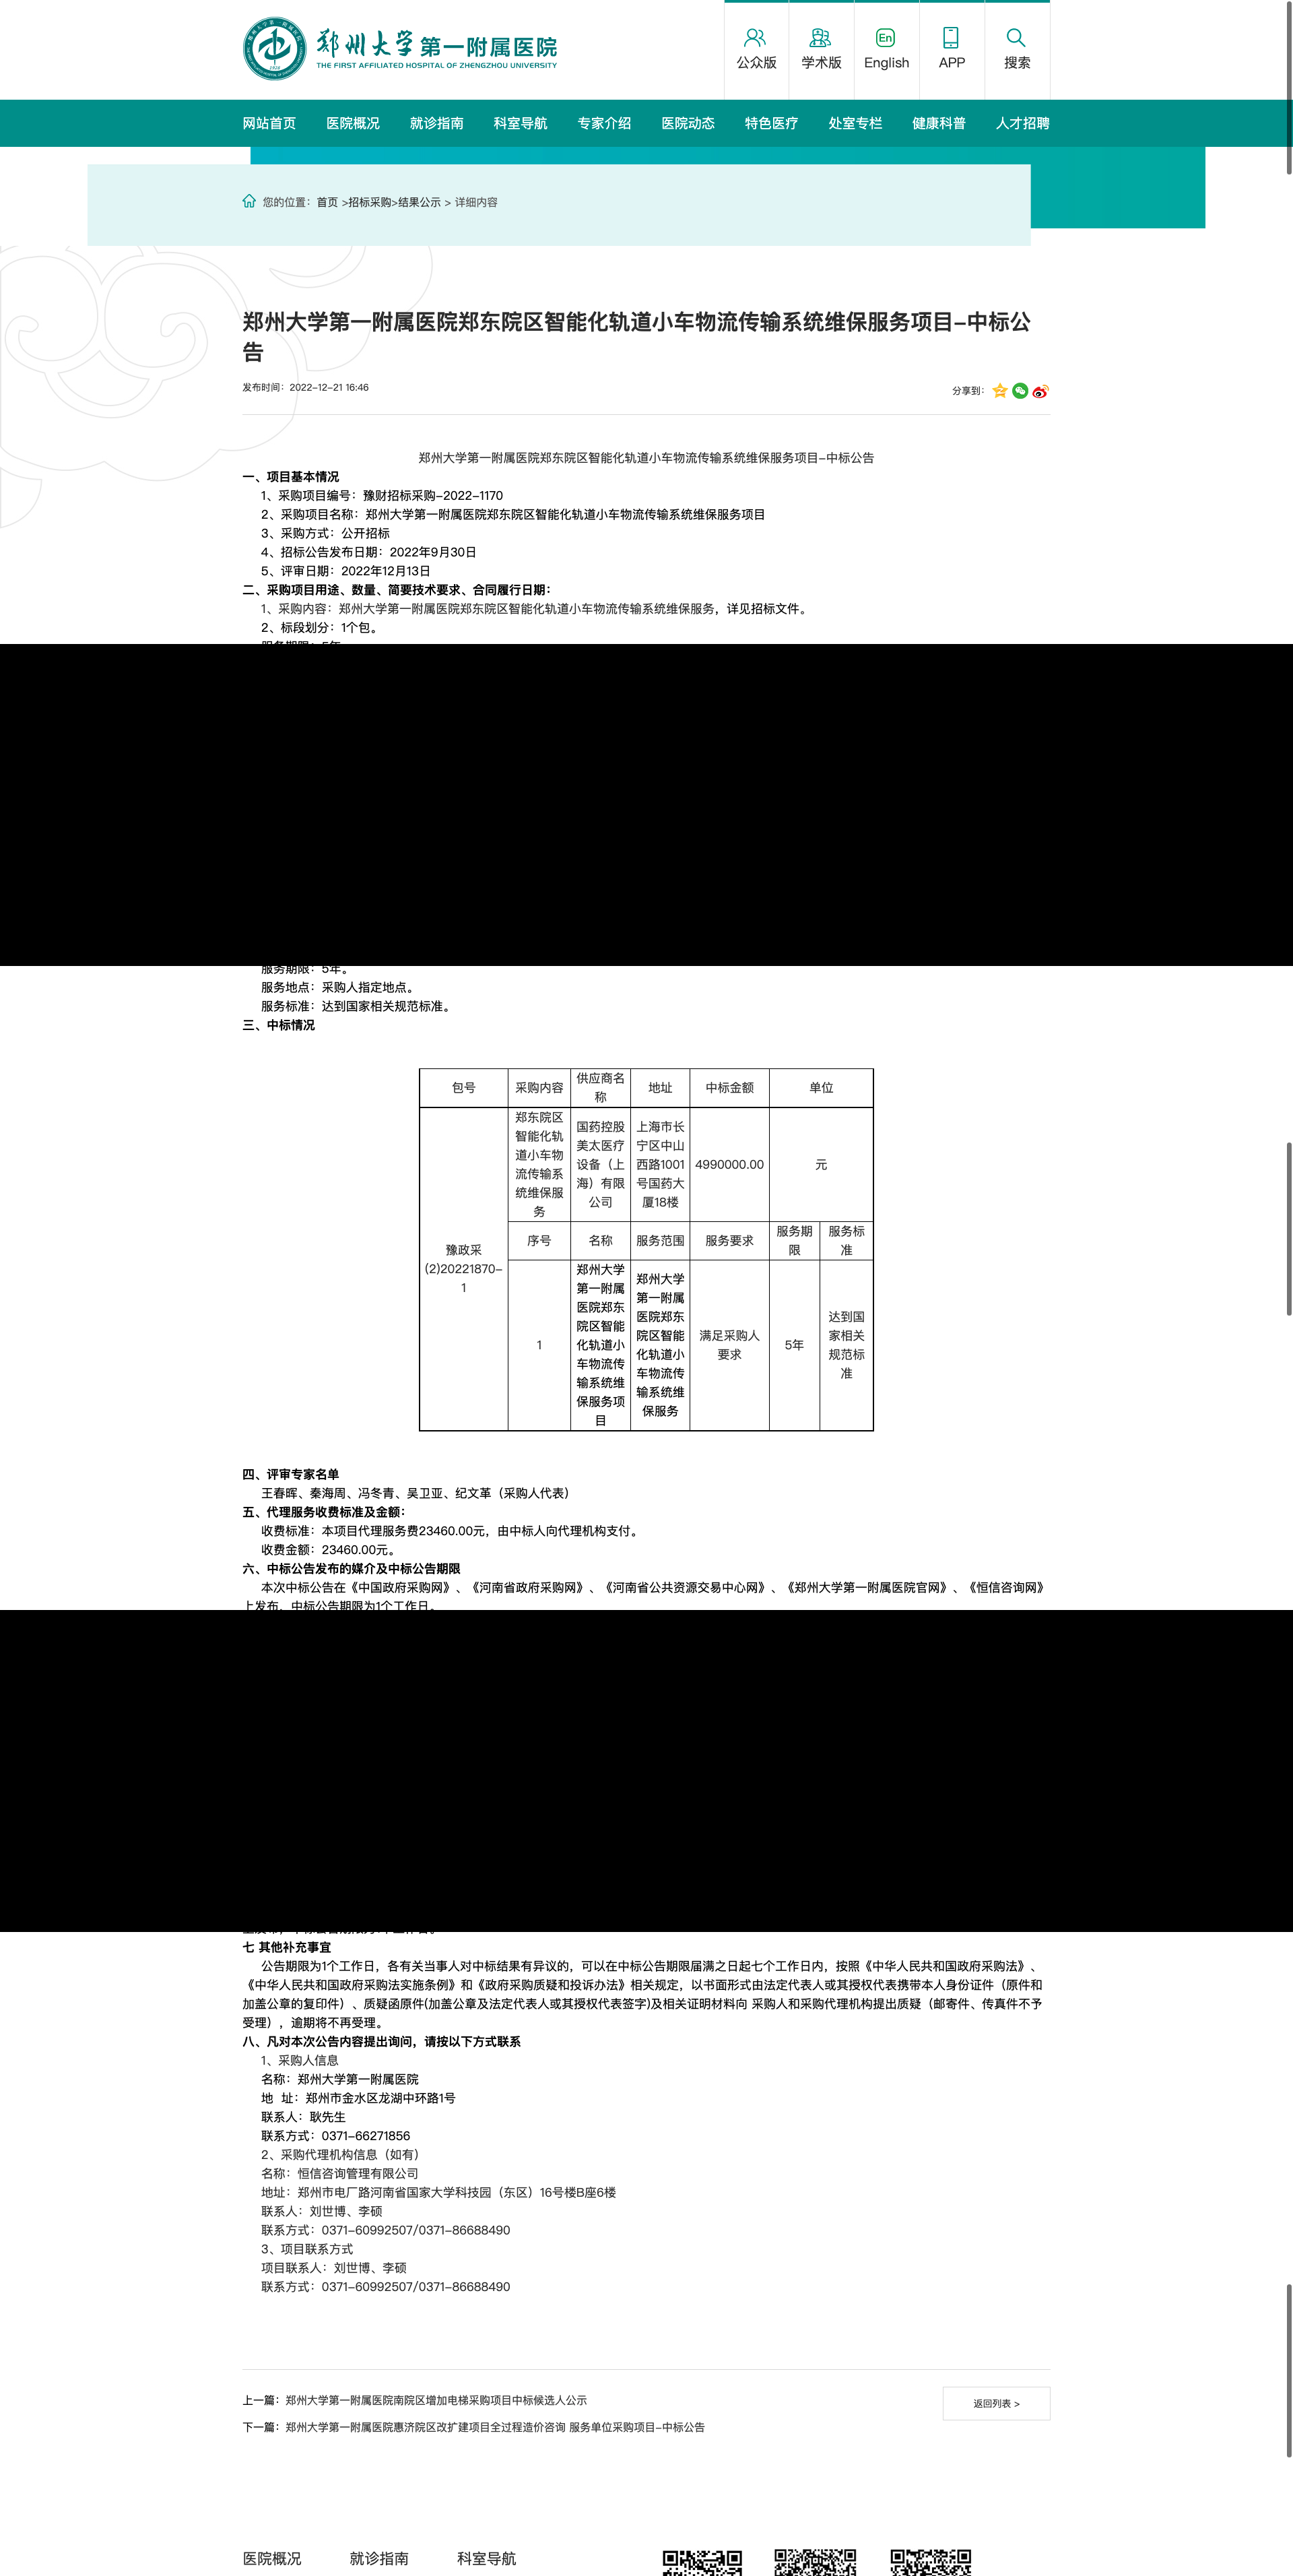 郑州大学第一附属医院
THE FIRST AFFILIATED HOSPITAL OF ZHENGZHOU UNIVERSITY
公众版
学术版
En
English
APP
搜索
网站首页 医院概况 就诊指南 科室导航 专家介绍 医院动态 特色医疗 处室专栏 健康科普 人才招聘
您的位置：首页 >招标采购>结果公示 > 详细内容
郑州大学第一附属医院郑东院区智能化轨道小车物流传输系统维保服务项目-中标公
告
发布时间：2022-12-21 16:46
分享到：
郑州大学第一附属医院郑东院区智能化轨道小车物流传输系统维保服务项目-中标公告
一、项目基本情况
1、采购项目编号：豫财招标采购-2022-1170
2、采购项目名称：郑州大学第一附属医院郑东院区智能化轨道小车物流传输系统维保服务项目
3、采购方式：公开招标
4、招标公告发布日期：2022年9月30日
5、评审日期：2022年12月13日
二、采购项目用途、数量、简要技术要求、合同履行日期：
1、采购内容：郑州大学第一附属医院郑东院区智能化轨道小车物流传输系统维保服务，详见招标文件。
2、标段划分：1个包。
服务期限：5年。
服务地点：采购人指定地点。
服务标准：达到国家相关规范标准。
三、中标情况
包号 采购内容 供应商名
称 地址 中标金额 单位
豫政采
(2)20221870-
1
郑东院区
智能化轨
道小车物
流传输系
统维保服
务
国药控股
美太医疗
设备（上
海）有限
公司
上海市长
宁区中山
西路1001
号国药大
厦18楼
4990000.00
元
序号 名称 服务范围 服务要求 服务期
限 服务标
准
1
郑州大学
第一附属
医院郑东
院区智能
化轨道小
车物流传
输系统维
保服务项
目
郑州大学
第一附属
医院郑东
院区智能
化轨道小
车物流传
输系统维
保服务
满足采购人
要求
5年
达到国
家相关
规范标
准
四、评审专家名单
王春晖、秦海周、冯冬青、吴卫亚、纪文革（采购人代表）
五、代理服务收费标准及金额：
收费标准：本项目代理服务费23460.00元，由中标人向代理机构支付。
收费金额：23460.00元。
六、中标公告发布的媒介及中标公告期限
本次中标公告在《中国政府采购网》、《河南省政府采购网》、《河南省公共资源交易中心网》、《郑州大学第一附属医院官网》、《恒信咨询网》
上发布，中标公告期限为1个工作日。
七 其他补充事宜
公告期限为1个工作日，各有关当事人对中标结果有异议的，可以在中标公告期限届满之日起七个工作日内，按照《中华人民共和国政府采购法》、
《中华人民共和国政府采购法实施条例》和《政府采购质疑和投诉办法》相关规定，以书面形式由法定代表人或其授权代表携带本人身份证件（原件和
加盖公章的复印件）、质疑函原件(加盖公章及法定代表人或其授权代表签字)及相关证明材料向 采购人和采购代理机构提出质疑（邮寄件、传真件不予
受理），逾期将不再受理。
八、凡对本次公告内容提出询问，请按以下方式联系
1、采购人信息
名称：郑州大学第一附属医院
地 址：郑州市金水区龙湖中环路1号
联系人：耿先生
联系方式：0371-66271856
2、采购代理机构信息（如有）
名称：恒信咨询管理有限公司
地址：郑州市电厂路河南省国家大学科技园（东区）16号楼B座6楼
联系人：刘世博、李硕
联系方式：0371-60992507/0371-86688490
3、项目联系方式
项目联系人：刘世博、李硕
联系方式：0371-60992507/0371-86688490
上一篇：郑州大学第一附属医院南院区增加电梯采购项目中标候选人公示
返回列表 >
下一篇：郑州大学第一附属医院惠济院区改扩建项目全过程造价咨询 服务单位采购项目-中标公告
医院概况 就诊指南 科室导航